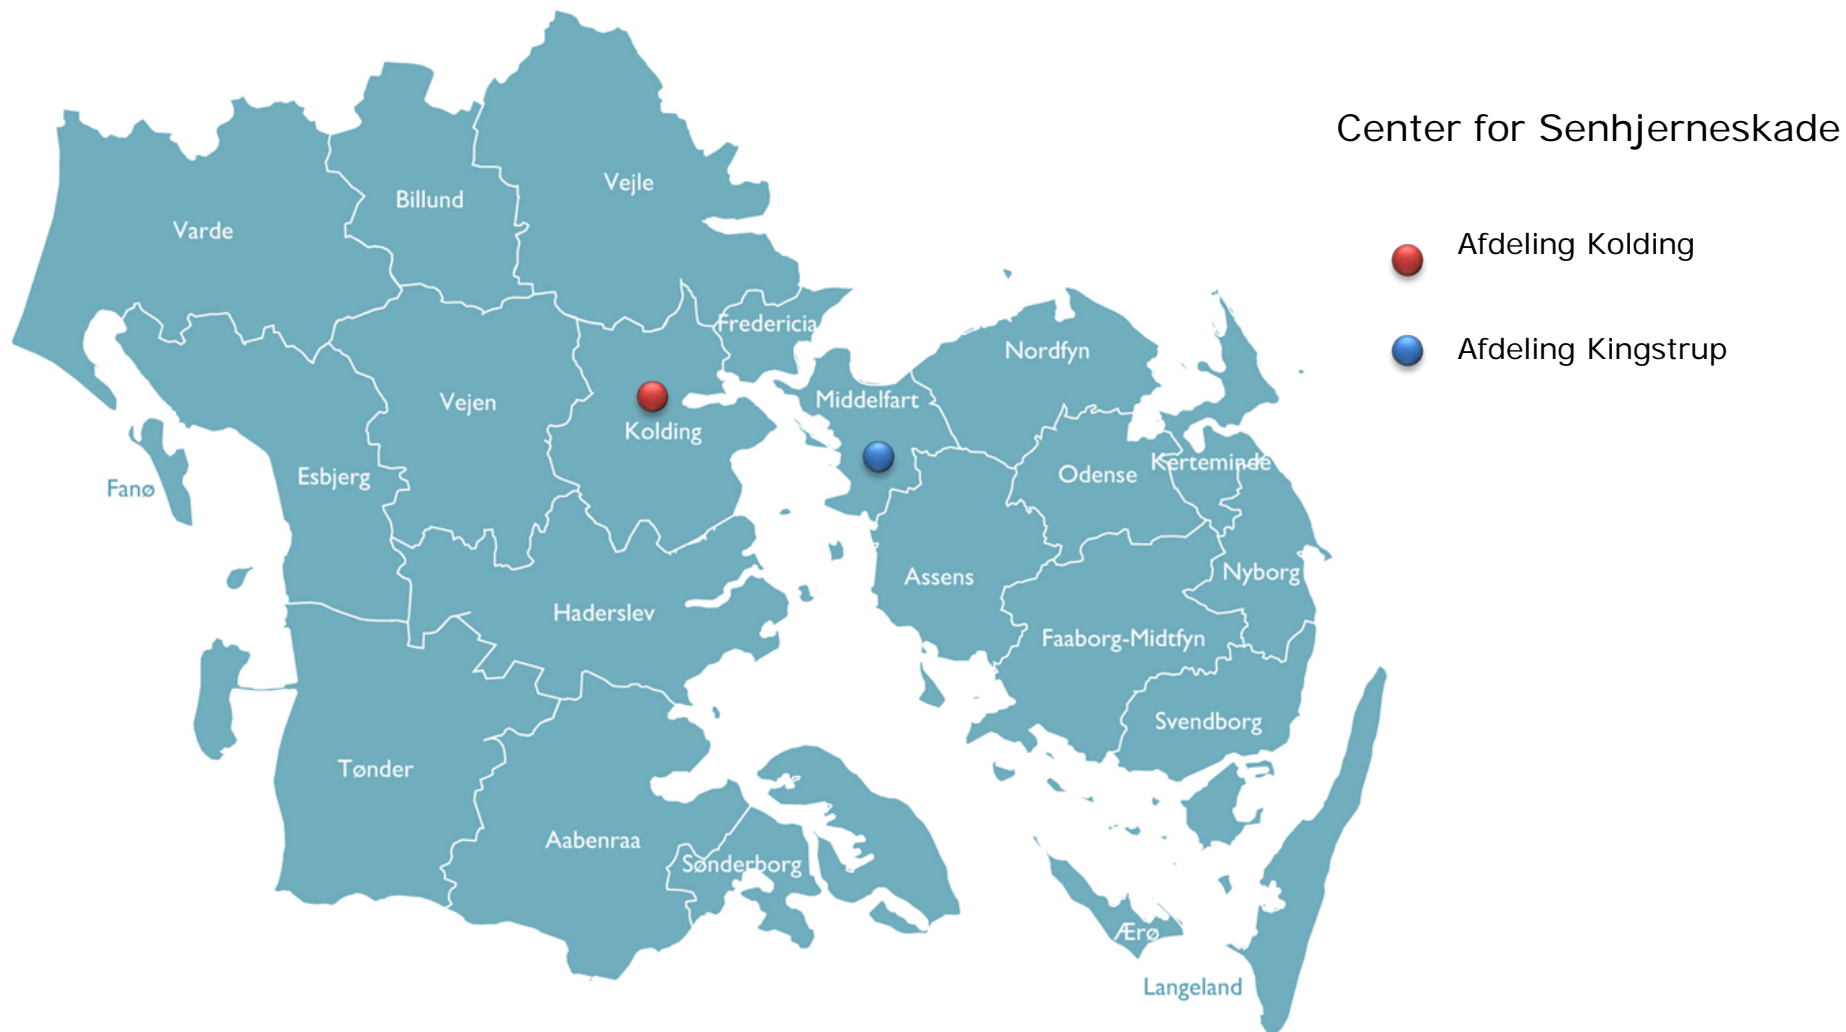 Center for Senhjerneskade
Afdeling Kolding
Afdeling Kingstrup
Vejle
Billund
Varde
Fredericia
Nordfyn
Vejen
Middelfart
Kolding
Kerteminde
Odense
Esbjerg
Fanø
Nyborg
Assens
Haderslev
Faaborg-Midtfyn
Svendborg
Tønder
Aabenraa
Sønderborg
Ærø
Langeland